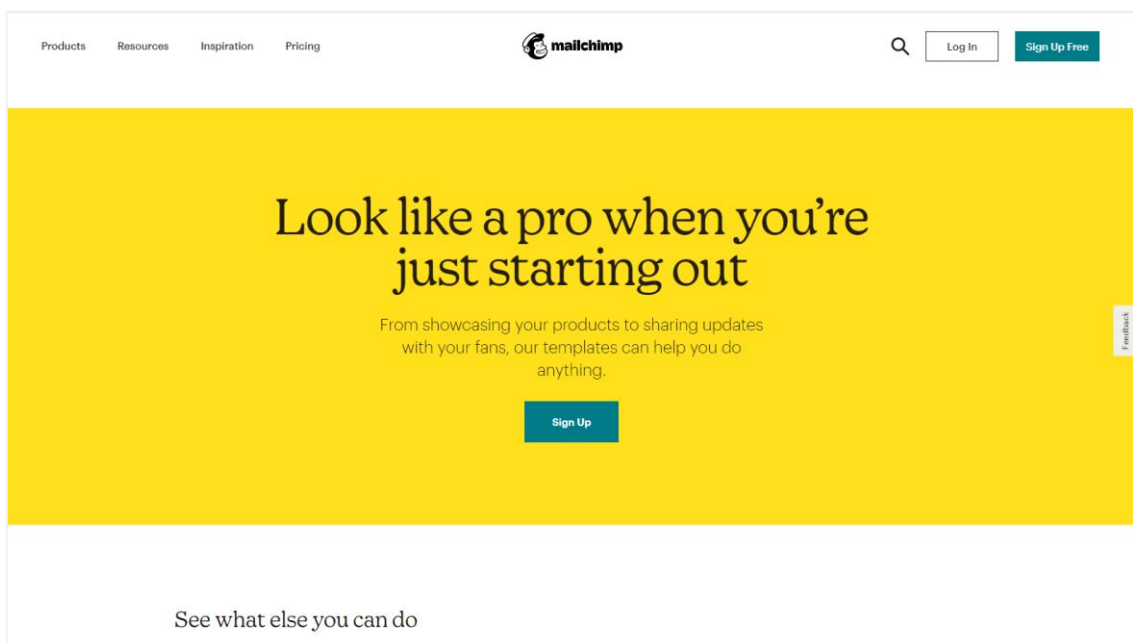 Products Resources Inspiration Pricing mailchimp Log In Sign Up Free
Look like a pro when you’re
just starting out
From showcasing your products to sharing updates
with your fans, our templates can help you do
anything.
Sign Up
Feedback
See what else you can do